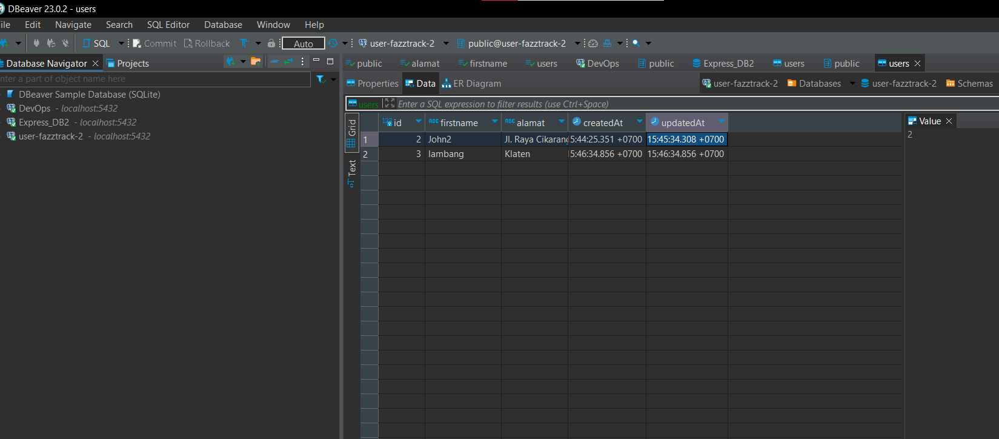 DBeaver 23.0.2 - users
ile Edit Navigate Search SQL Editor Database Window Help
SQL Commit Rollback Auto user-fazztrack-2 public@user-fazztrack-2
Database Navigator Projects
public alamat firstname users DevOps public Express_DB2 users public users
nter a part of object name here
Properties Data ER Diagram user-fazztrack-2 Databases user-fazztrack-2 Schemas
DBeaver Sample Database (SQLite)
DevOps - localhost:5432
Express_DB2 - localhost:5432
user-fazztrack-2 - localhost:5432
users Enter a SQL expression to filter results (use Ctrl+Space)
Grid
Text
123 id ABC firstname ABC alamat createdAt updatedAt
1 2 John2 Jl. Raya Cikarang 5:44:25.351 +0700 15:45:34.308 +0700
2 3 lambang Klaten 5:46:34.856 +0700 15:46:34.856 +0700
Value
2